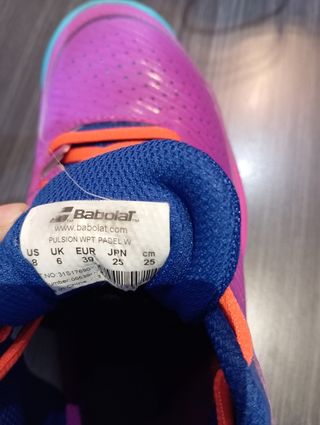 Babolat
www.babolat.com
PULSION WPT PADEL W
US UK EUR JPN cm
8 6 39 25 25